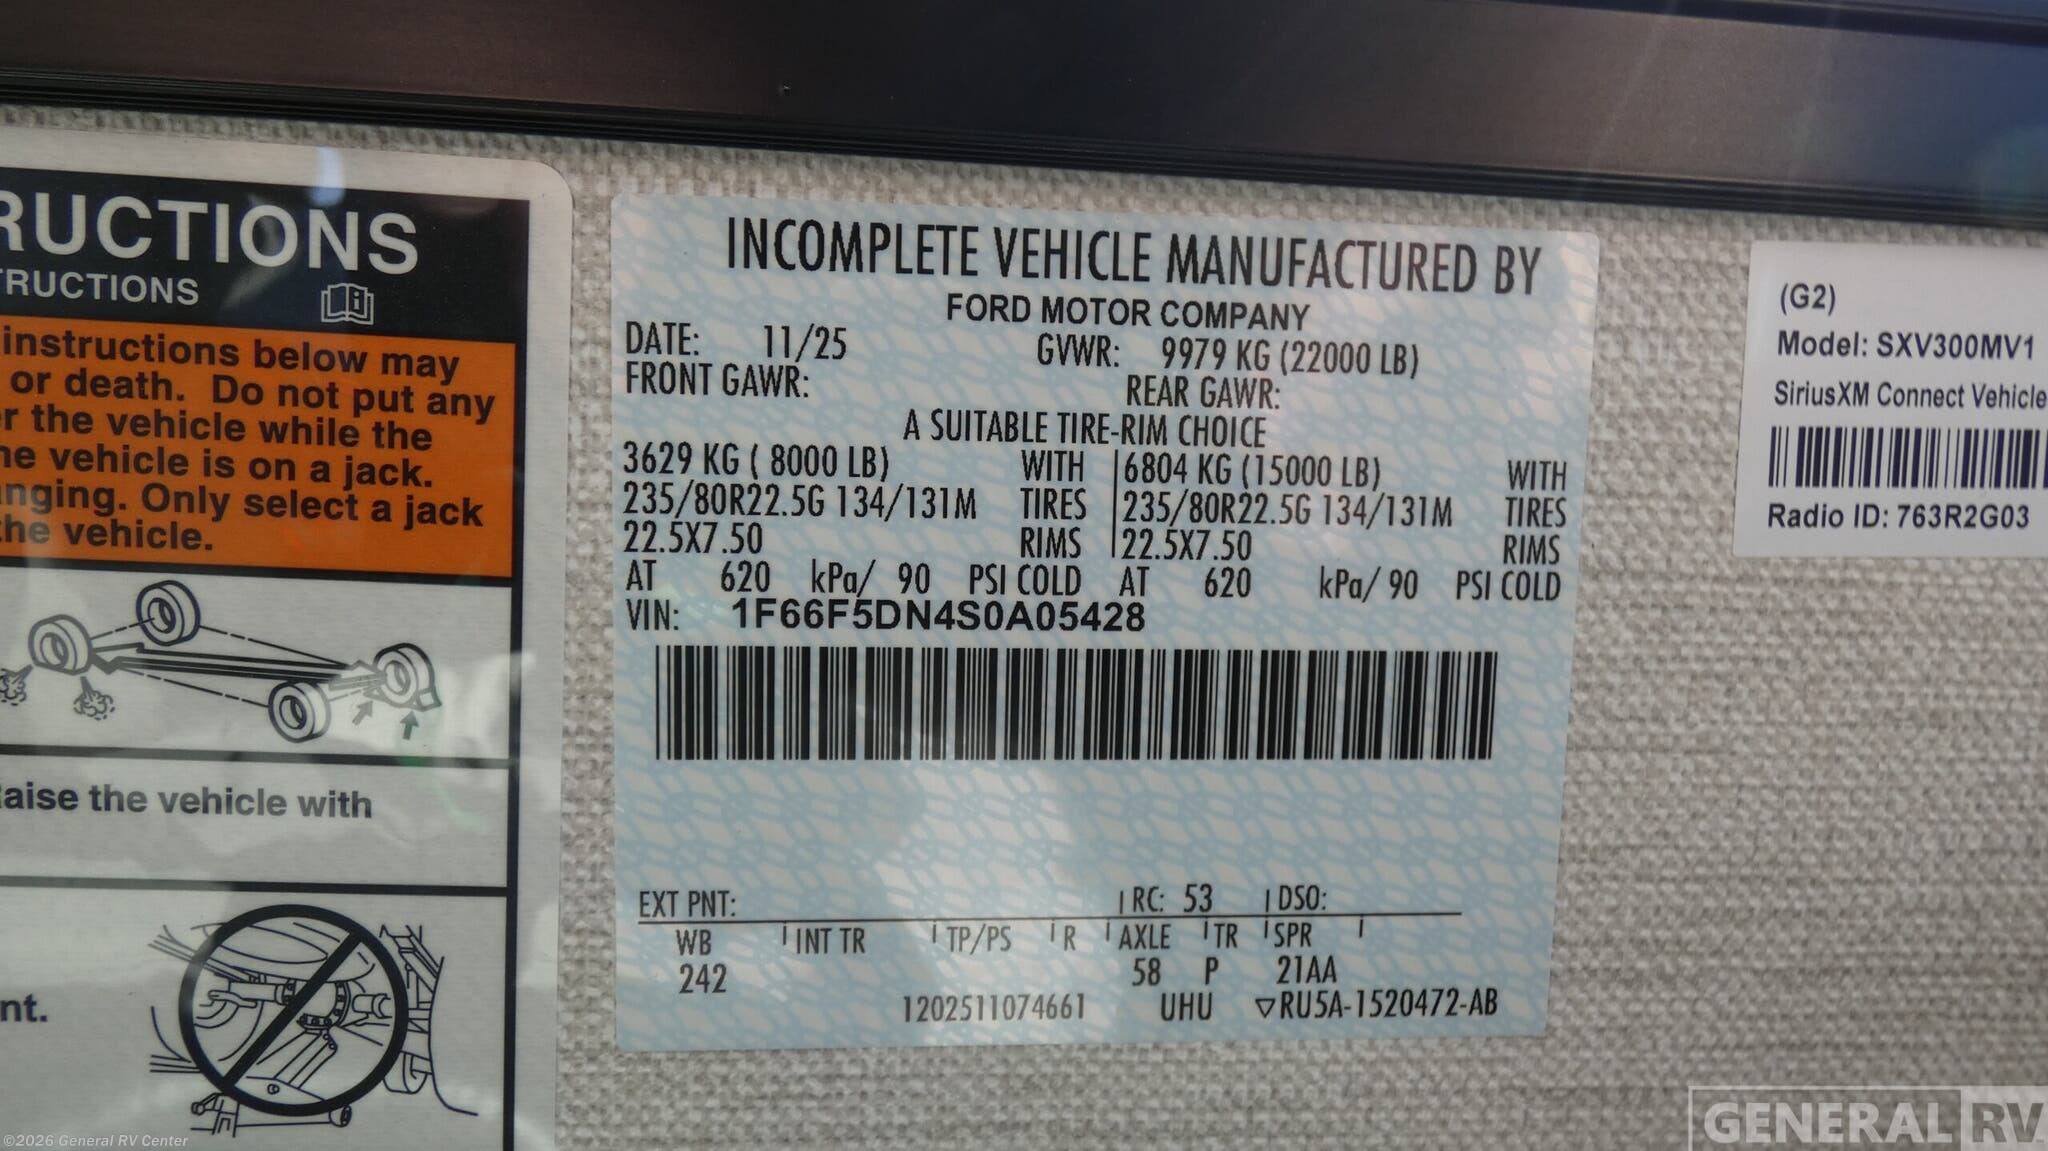 RUCTIONS
TRUCTIONS
instructions below may
or death. Do not put any
r the vehicle while the
he vehicle is on a jack.
anging. Only select a jack
the vehicle.
aise the vehicle with
nt.
INCOMPLETE VEHICLE MANUFACTURED BY
FORD MOTOR COMPANY
DATE: 11/25 GVWR: 9979 KG (22000 LB)
FRONT GAWR: REAR GAWR:
A SUITABLE TIRE-RIM CHOICE
3629 KG ( 8000 LB) WITH 6804 KG (15000 LB) WITH
235/80R22.5G 134/131M TIRES 235/80R22.5G 134/131M TIRES
22.5X7.50 RIMS 22.5X7.50 RIMS
AT 620 kPa/ 90 PSI COLD AT 620 kPa/ 90 PSI COLD
VIN: 1F66F5DN4S0A05428
EXT PNT: RC: 53 DSO:
WB INT TR TP/PS R AXLE TR SPR
242 58 P 21AA
1202511074661 UHU ▽RU5A-1520472-AB
(G2)
Model: SXV300MV1
SiriusXM Connect Vehicle
Radio ID: 763R2G03
©2026 General RV Center
GENERAL RV